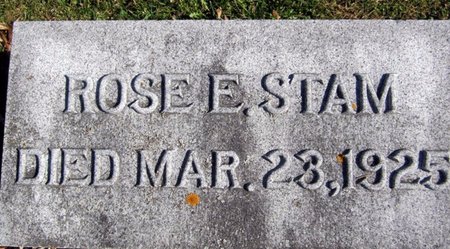 ROSE E. STAM
DIED MAR. 23, 1925